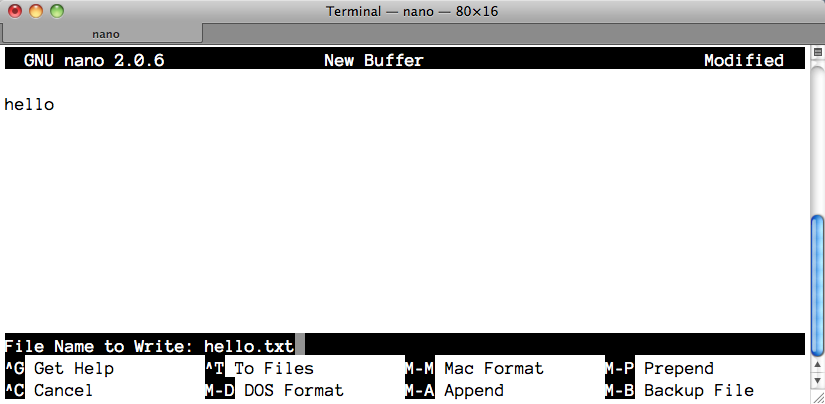 Terminal — nano — 80×16
nano
GNU nano 2.0.6 New Buffer Modified
hello
File Name to Write: hello.txt
^G Get Help ^T To Files M-M Mac Format M-P Prepend
^C Cancel M-D DOS Format M-A Append M-B Backup File